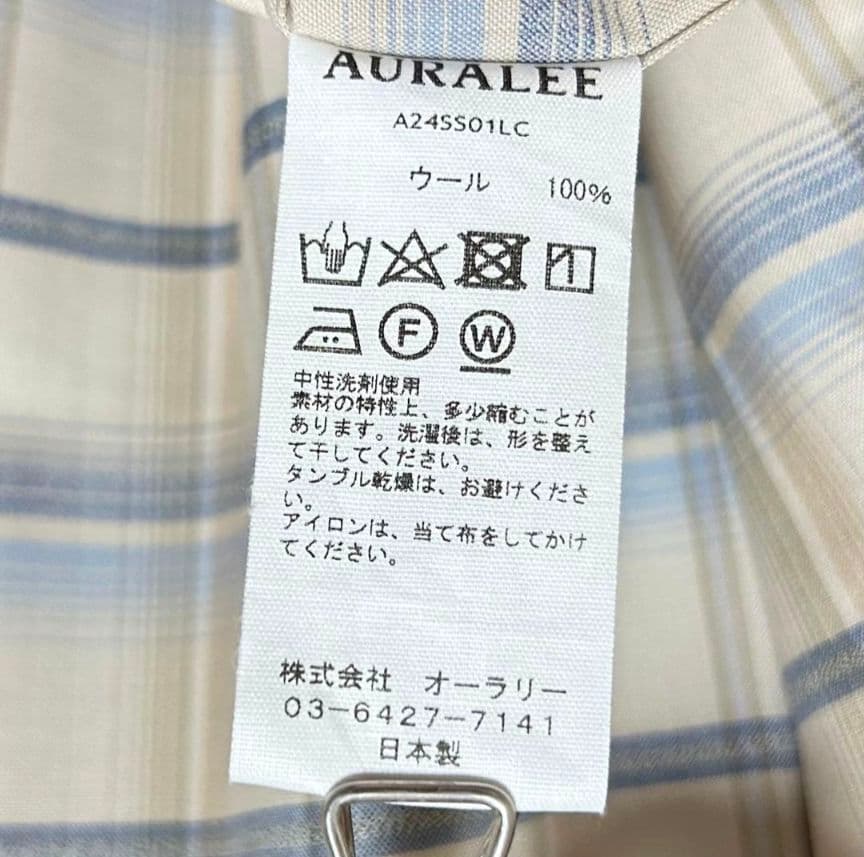 AURALEE
A24SS01LC
ウール 100%
F W
中性洗剤使用
素材の特性上、多少縮むことが
あります。洗濯後は、形を整え
て干してください。
タンブル乾燥は、お避けくださ
い。
アイロンは、当て布をしてかけ
てください。
株式会社 オーラリー
03-6427-7141
日本製